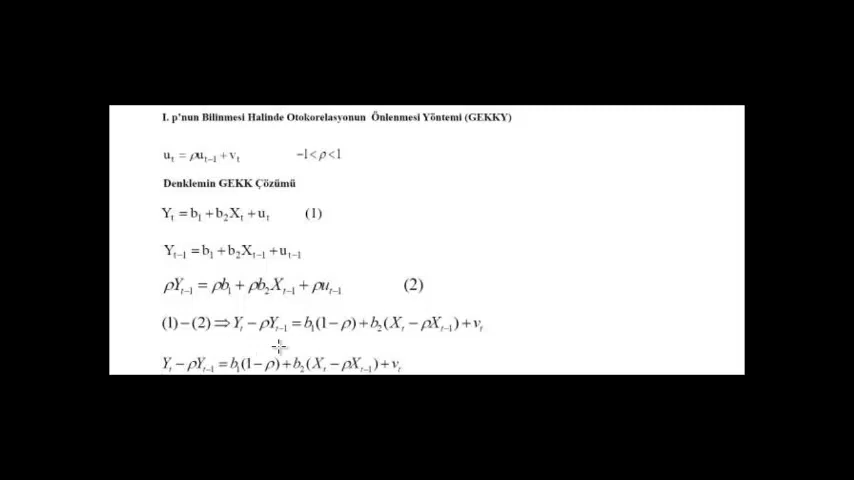 I. p'nun Bilinmesi Halinde Otokorelasyonun Önlenmesi Yöntemi (GEKKY)
uₜ = ρuₜ₋₁ + vₜ −1 < ρ < 1
Denklemin GEKK Çözümü
Yₜ = b₁ + b₂Xₜ + uₜ (1)
Yₜ₋₁ = b₁ + b₂Xₜ₋₁ + uₜ₋₁
ρYₜ₋₁ = ρb₁ + ρb₂Xₜ₋₁ + ρuₜ₋₁ (2)
(1) − (2) ⇒ Yₜ − ρYₜ₋₁ = b₁(1 − ρ) + b₂(Xₜ − ρXₜ₋₁) + vₜ
Yₜ − ρYₜ₋₁ = b₁(1 − ρ) + b₂(Xₜ − ρXₜ₋₁) + vₜ